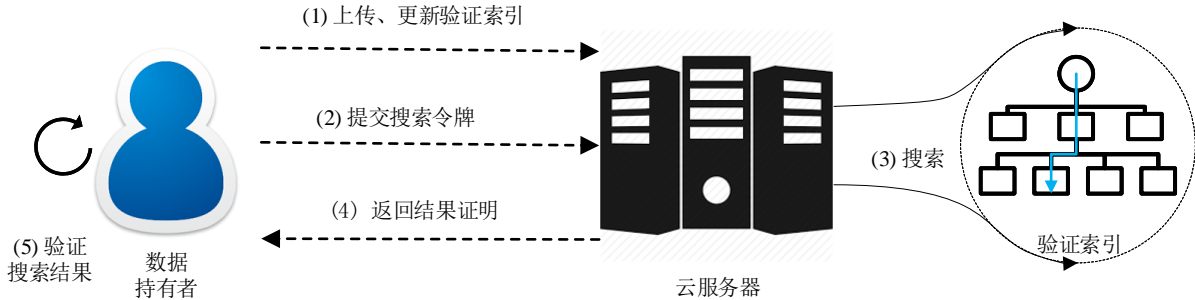 (1) 上传、更新验证索引
(2) 提交搜索令牌
(3) 搜索
(4) 返回结果证明
(5) 验证
搜索结果
数据
持有者
云服务器
验证索引